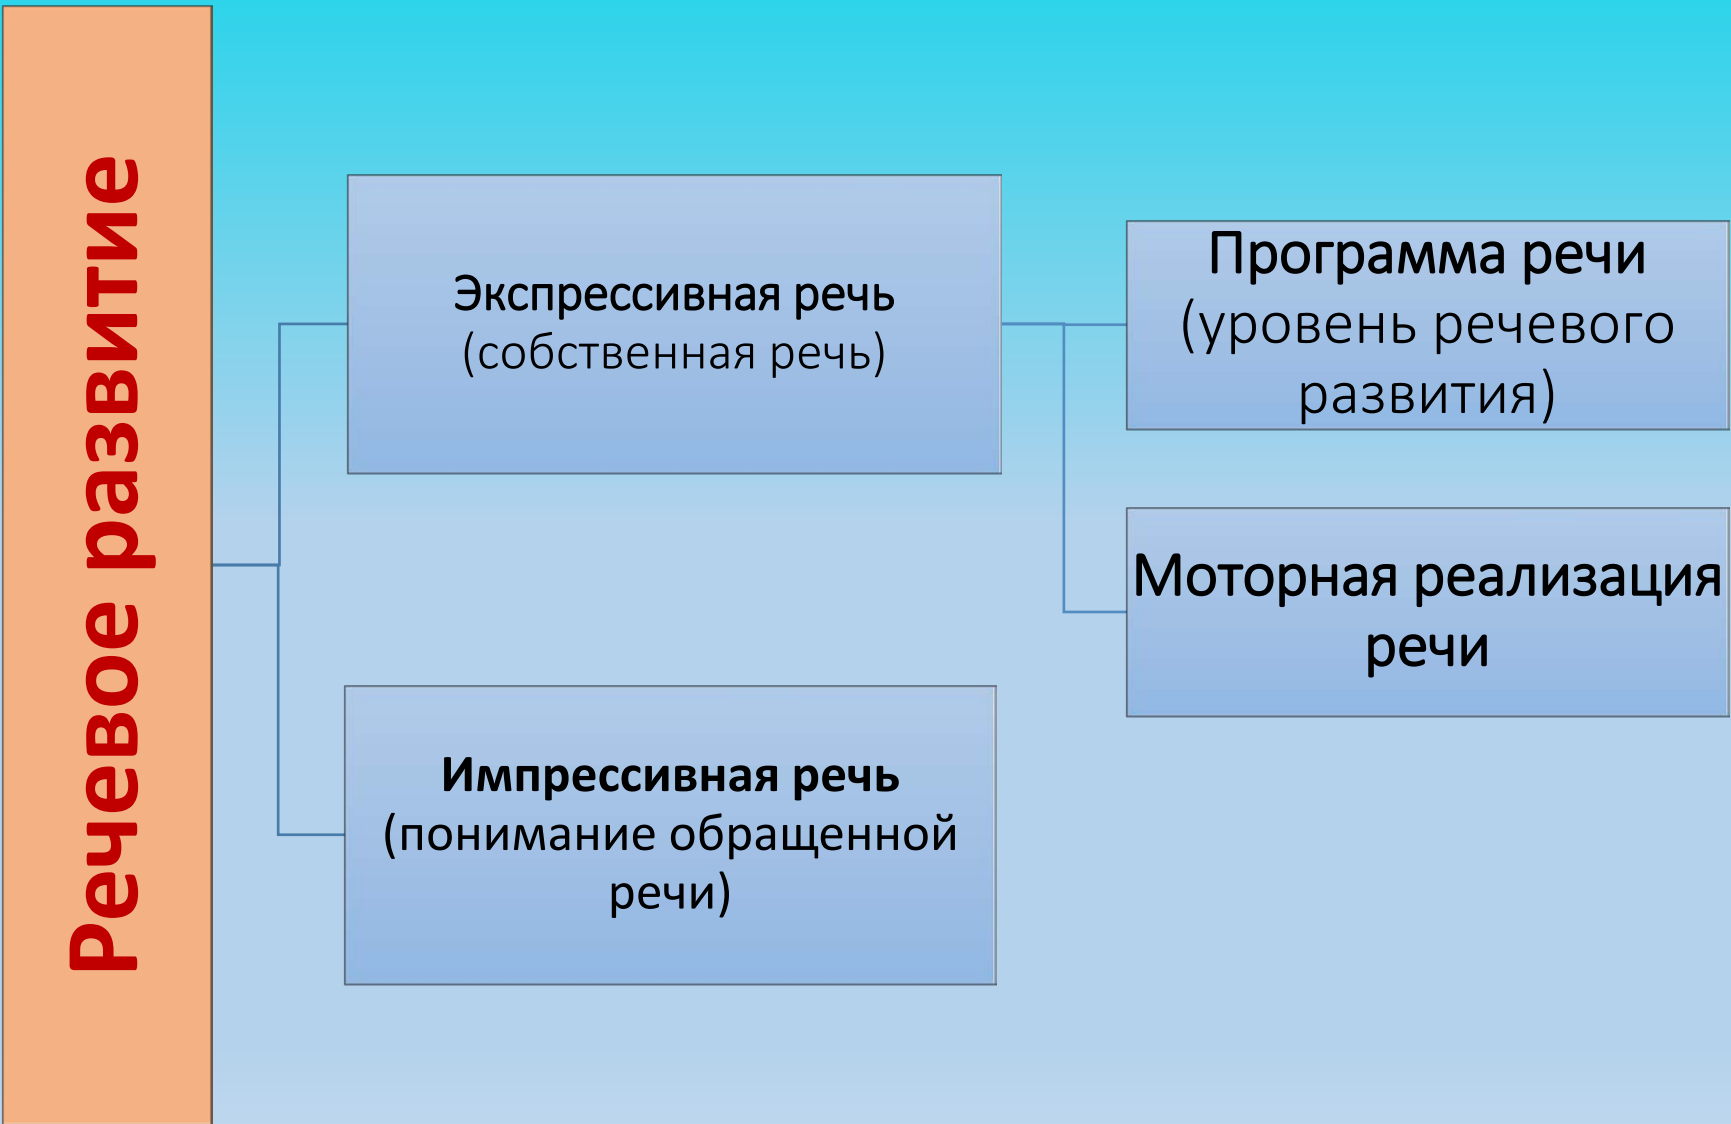 Речевое развитие
Экспрессивная речь
(собственная речь)
Программа речи
(уровень речевого
развития)
Моторная реализация
речи
Импрессивная речь
(понимание обращенной
речи)